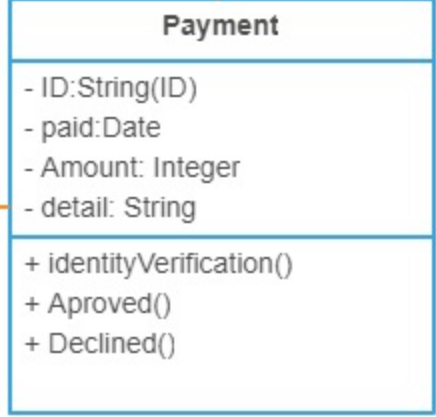 Payment
- ID:String(ID)
- paid:Date
- Amount: Integer
- detail: String
+ identityVerification()
+ Aproved()
+ Declined()